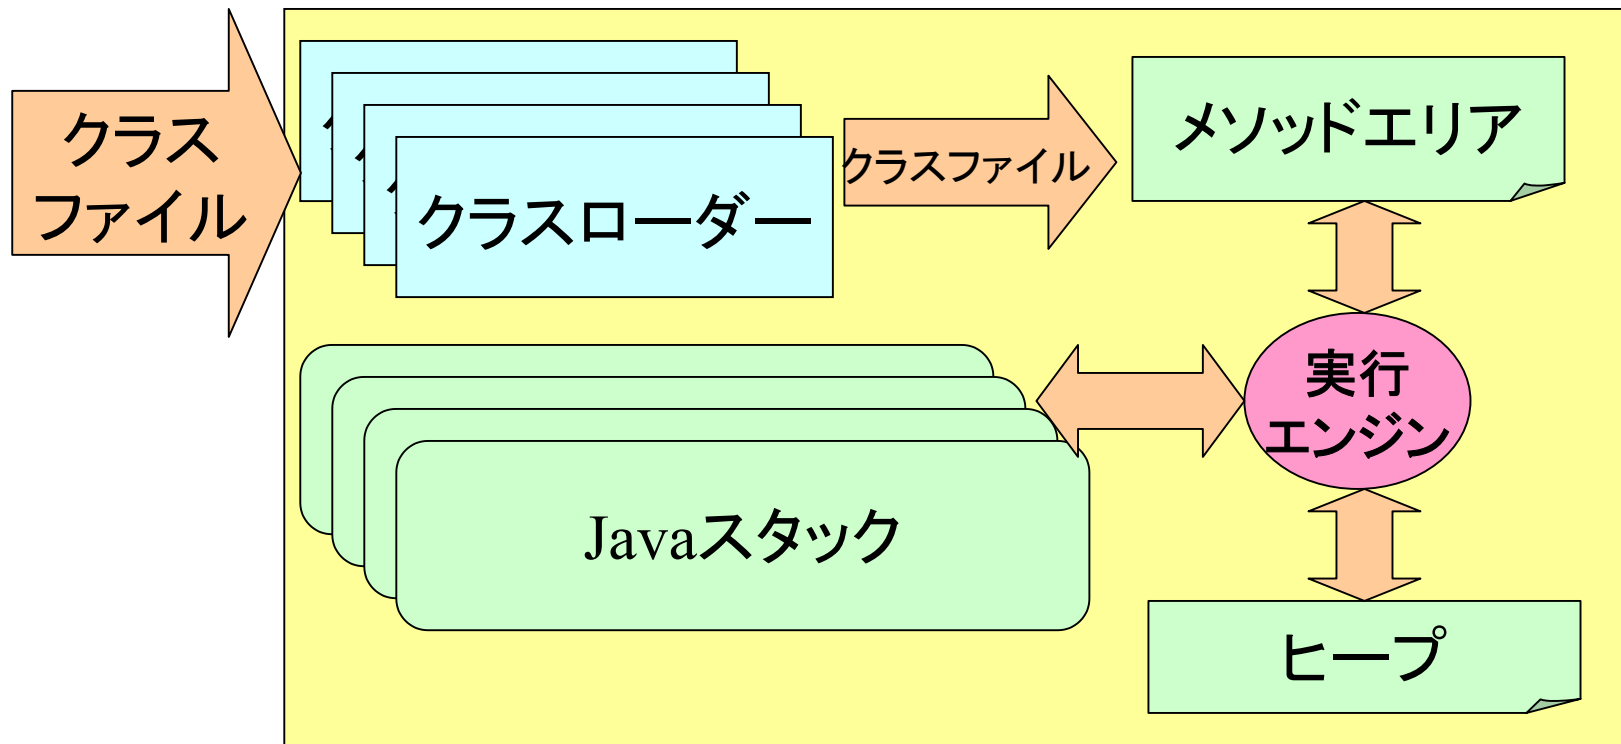 クラス
ファイル
クラスローダー
クラスファイル
メソッドエリア
実行
エンジン
Javaスタック
ヒープ